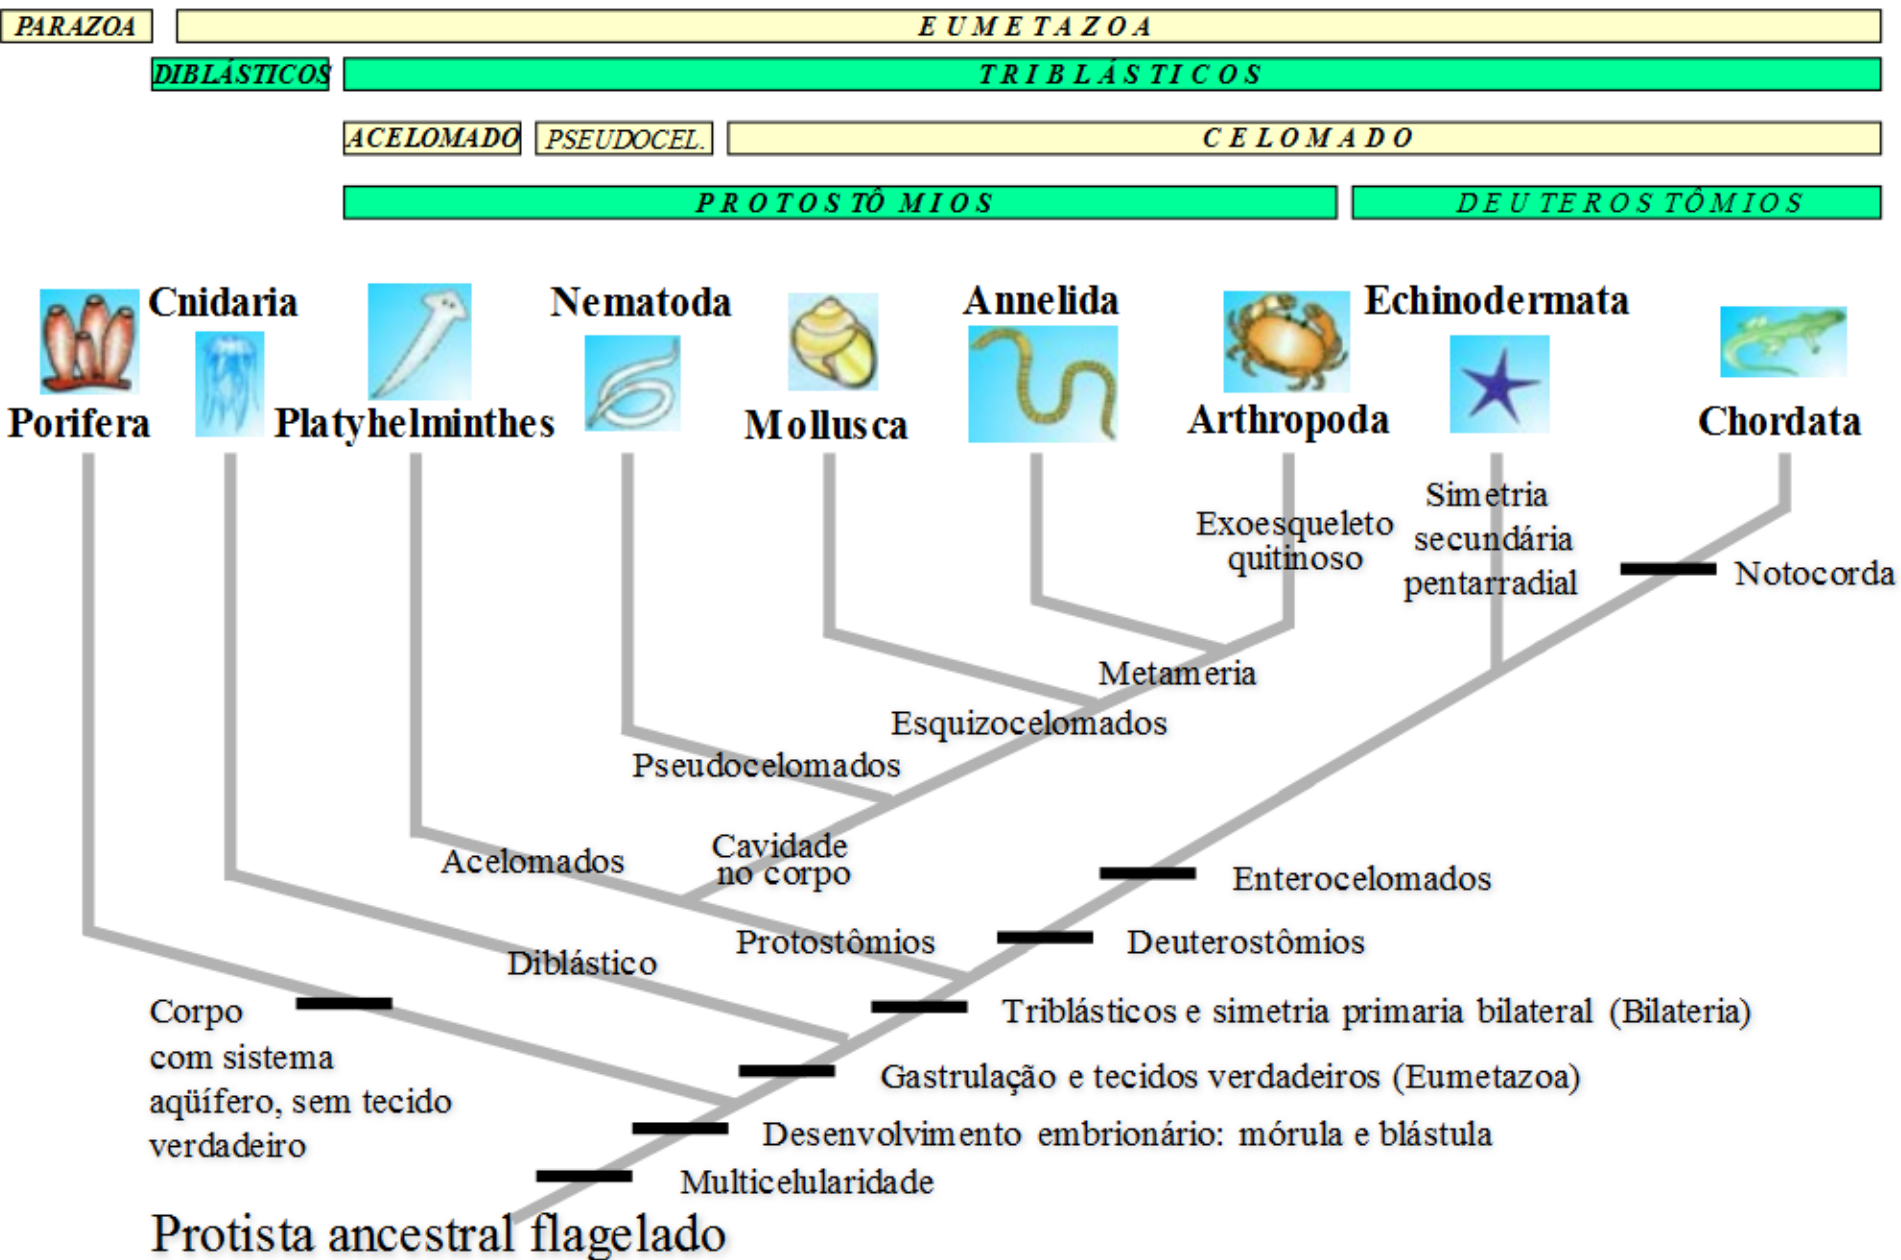 PARAZOA
EUMETAZOA
DIBLÁSTICOS
TRIBLÁSTICOS
ACELOMADO
PSEUDOCEL.
CELOMADO
PROTOSTÔ MIOS
DEUTEROSTÔMIOS
Cnidaria
Nematoda
Annelida
Echinodermata
Porifera
Platyhelminthes
Mollusca
Arthropoda
Chordata
Simetria
secundária
pentarradial
Exoesqueleto
quitinoso
Notocorda
Metameria
Esquizocelomados
Pseudocelomados
Cavidade
no corpo
Acelomados
Enterocelomados
Protostômios
Deuterostômios
Diblástico
Corpo
com sistema
aqüífero, sem tecido
verdadeiro
Triblásticos e simetria primaria bilateral (Bilateria)
Gastrulação e tecidos verdadeiros (Eumetazoa)
Desenvolvimento embrionário: mórula e blástula
Multicelularidade
Protista ancestral flagelado